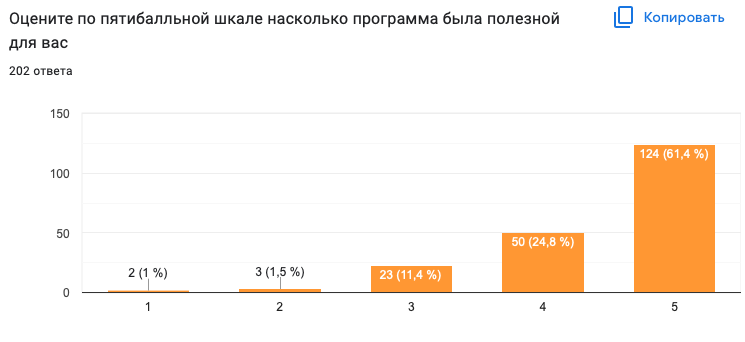 Оцените по пятибалльной шкале насколько программа была полезной
для вас
Копировать
202 ответа
150
100
50
0
2 (1 %)
3 (1,5 %)
23 (11,4 %)
50 (24,8 %)
124 (61,4 %)
1
2
3
4
5